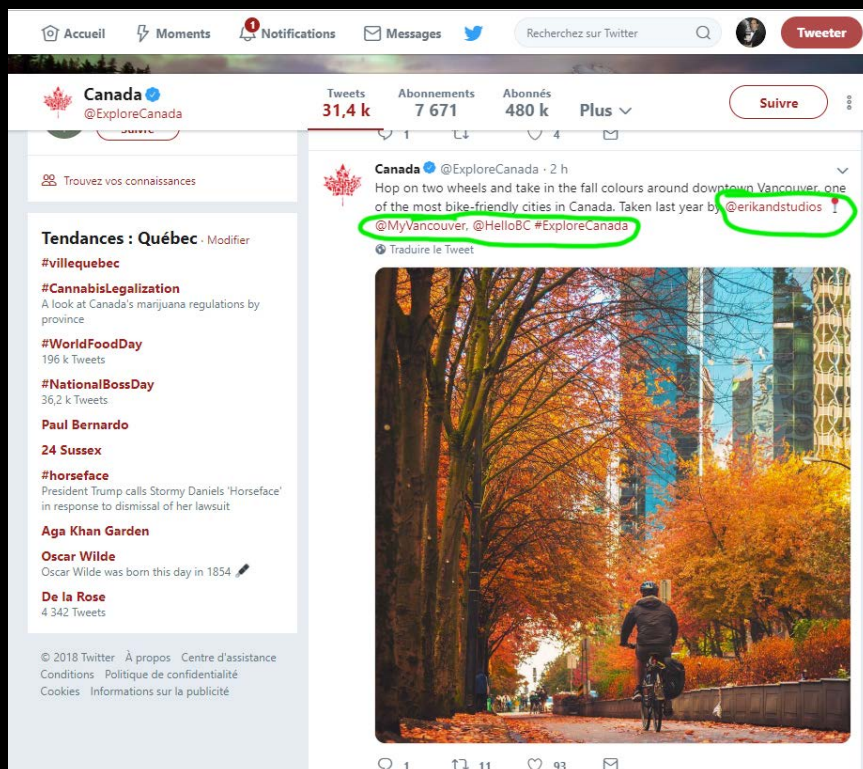 Accueil Moments 1 Notifications Messages Recherchez sur Twitter Tweeter
Canada
@ExploreCanada
Tweets Abonnements Abonnés
31,4 k 7 671 480 k Plus
Suivre
1 4
Trouvez vos connaissances
Tendances : Québec · Modifier
#villequebec
#CannabisLegalization
A look at Canada's marijuana regulations by
province
#WorldFoodDay
196 k Tweets
#NationalBossDay
36,2 k Tweets
Paul Bernardo
24 Sussex
#horseface
President Trump calls Stormy Daniels 'Horseface'
in response to dismissal of her lawsuit
Aga Khan Garden
Oscar Wilde
Oscar Wilde was born this day in 1854
De la Rose
4 342 Tweets
© 2018 Twitter À propos Centre d'assistance
Conditions Politique de confidentialité
Cookies Informations sur la publicité
Canada @ExploreCanada · 2 h
Hop on two wheels and take in the fall colours around downtown Vancouver, one
of the most bike-friendly cities in Canada. Taken last year by @erikandstudios
@MyVancouver, @HelloBC #ExploreCanada
Traduire le Tweet
1 11 93